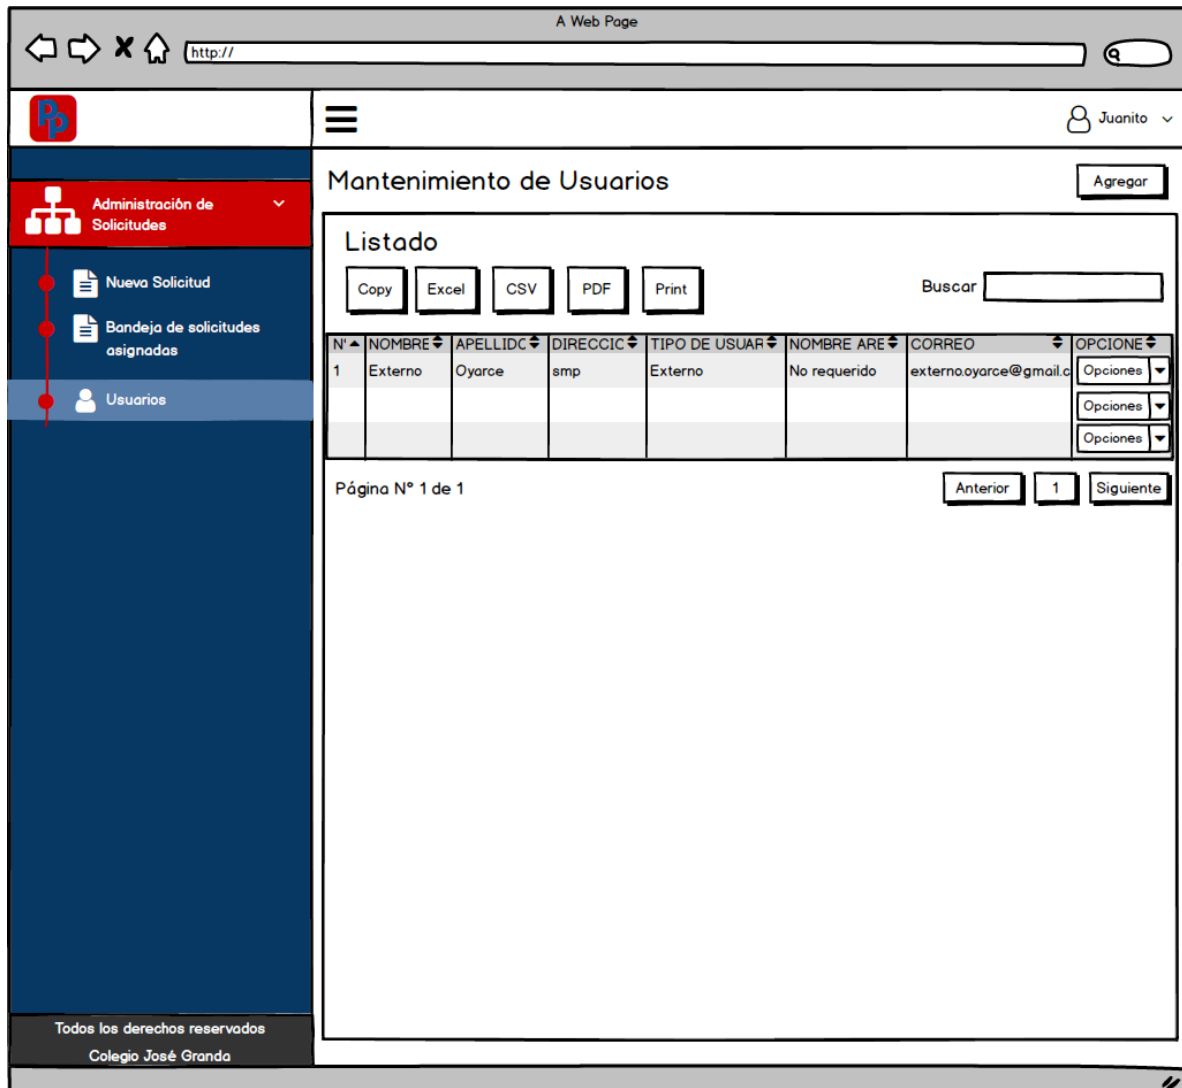 A Web Page
http://
Pp
Juanito
Administración de
Solicitudes
Nueva Solicitud
Bandeja de solicitudes
asignadas
Usuarios
Mantenimiento de Usuarios
Agregar
Listado
Copy Excel CSV PDF Print
Buscar
N° NOMBRE APELLIDO DIRECCIC TIPO DE USUAR NOMBRE ARE CORREO OPCIONE
1 Externo Oyarce smp Externo No requerido externo.oyarce@gmail.c Opciones
Opciones
Opciones
Página N° 1 de 1
Anterior 1 Siguiente
Todos los derechos reservados
Colegio José Granda